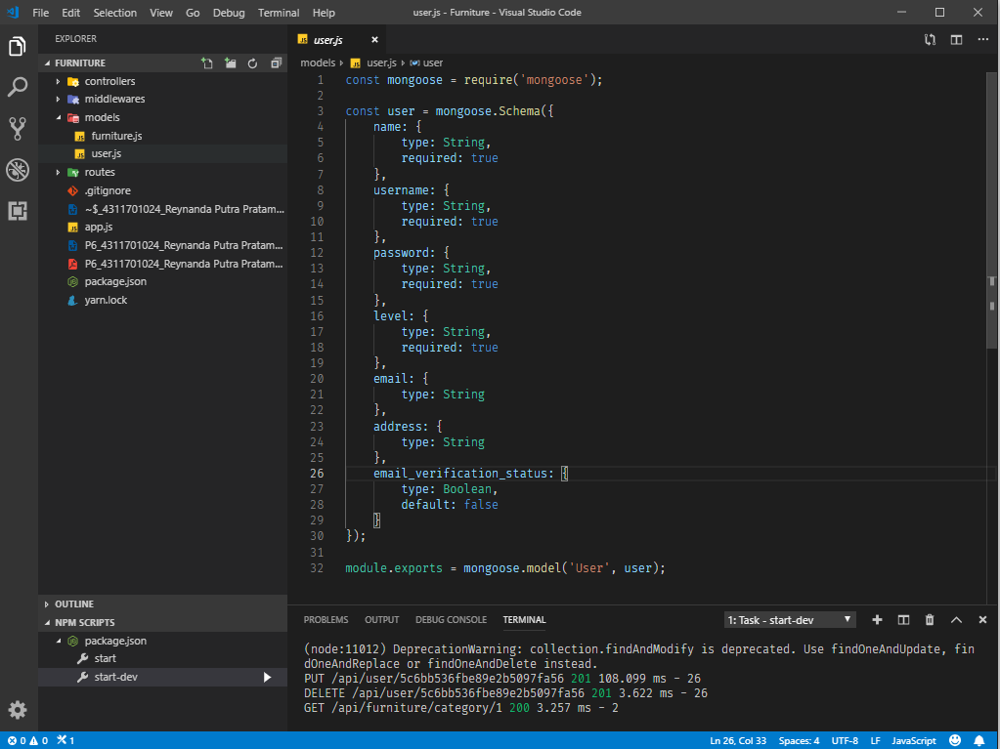 File Edit Selection View Go Debug Terminal Help
user.js - Furniture - Visual Studio Code
EXPLORER
FURNITURE
controllers
middlewares
models
furniture.js
user.js
routes
.gitignore
~$_4311701024_Reynanda Putra Pratam...
app.js
P6_4311701024_Reynanda Putra Pratam...
P6_4311701024_Reynanda Putra Pratam...
package.json
yarn.lock
OUTLINE
NPM SCRIPTS
package.json
start
start-dev
user.js
models user.js user
1 const mongoose = require('mongoose');
2
3 const user = mongoose.Schema({
4 name: {
5 type: String,
6 required: true
7 },
8 username: {
9 type: String,
10 required: true
11 },
12 password: {
13 type: String,
14 required: true
15 },
16 level: {
17 type: String,
18 required: true
19 },
20 email: {
21 type: String
22 },
23 address: {
24 type: String
25 },
26 email_verification_status: {
27 type: Boolean,
28 default: false
29 }
30 });
31
32 module.exports = mongoose.model('User', user);
PROBLEMS OUTPUT DEBUG CONSOLE TERMINAL 1: Task - start-dev
(node:11012) DeprecationWarning: collection.findAndModify is deprecated. Use findOneAndUpdate, fin
dOneAndReplace or findOneAndDelete instead.
PUT /api/user/5c6bb536fbe89e2b5097fa56 201 108.099 ms - 26
DELETE /api/user/5c6bb536fbe89e2b5097fa56 201 3.622 ms - 26
GET /api/furniture/category/1 200 3.257 ms - 2
0 0 1 Ln 26, Col 33 Spaces: 4 UTF-8 LF JavaScript